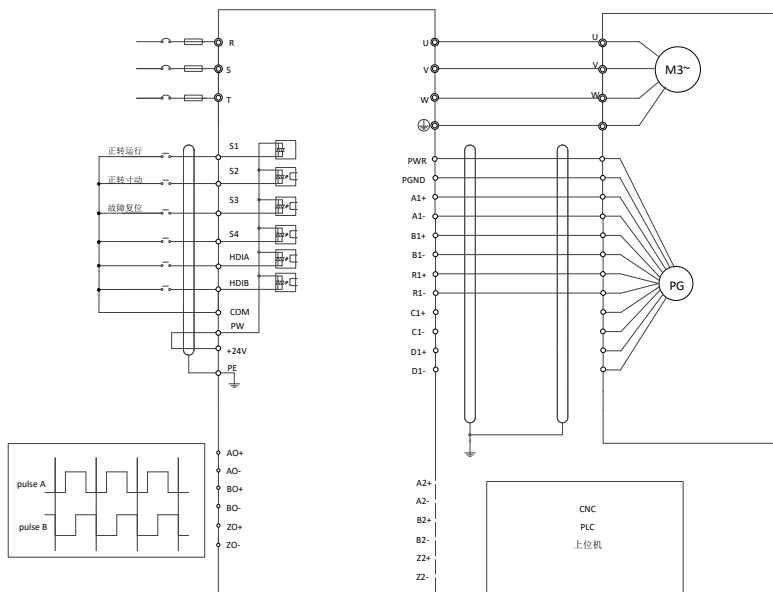 R
S
T
正转运行
S1
正转寸动
S2
故障复位
S3
S4
HDIA
HDIB
COM
PW
+24V
PE
U
V
W
U
V
W
M3~
PWR
PGND
A1+
A1-
B1+
B1-
R1+
R1-
C1+
C1-
D1+
D1-
PG
pulse A
pulse B
AO+
AO-
BO+
BO-
ZO+
ZO-
A2+
A2-
B2+
B2-
Z2+
Z2-
CNC
PLC
上位机